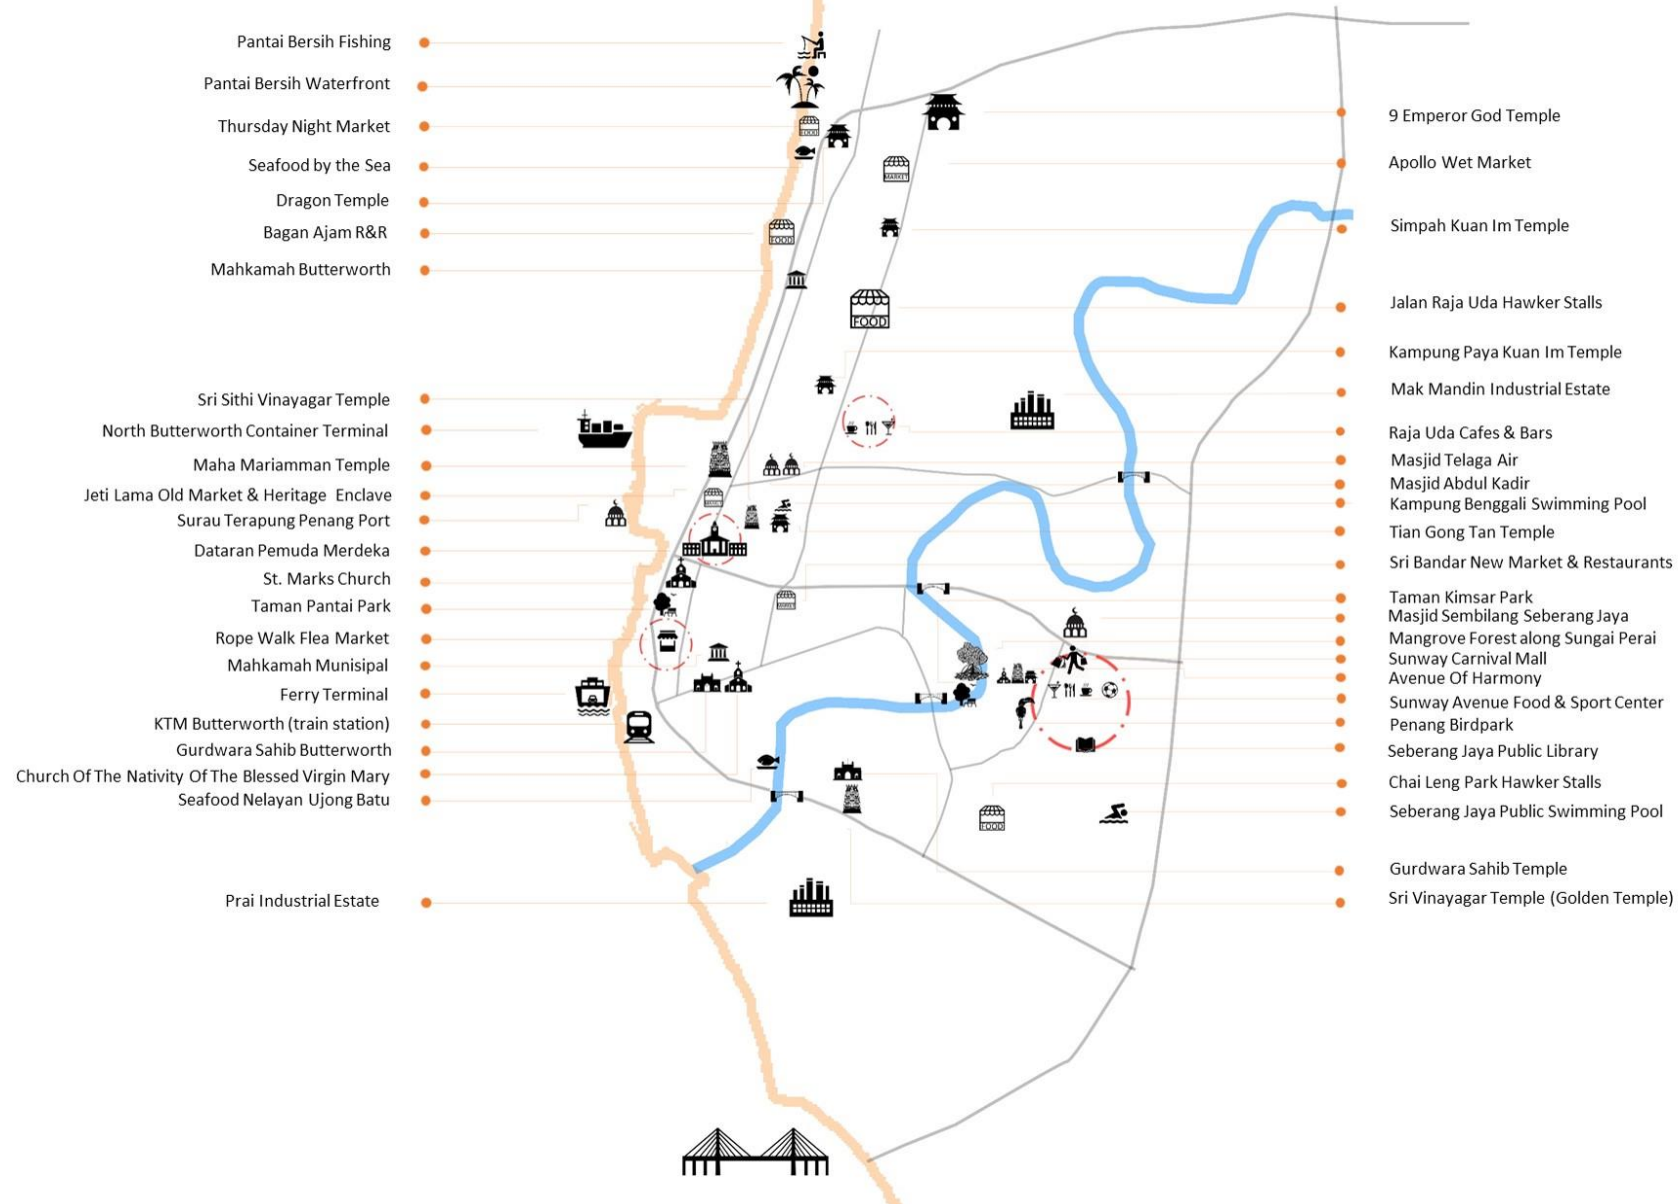 Pantai Bersih Fishing
Pantai Bersih Waterfront
Thursday Night Market
Seafood by the Sea
Dragon Temple
Bagan Ajam R&R
Mahkamah Butterworth
Sri Sithi Vinayagar Temple
North Butterworth Container Terminal
Maha Mariamman Temple
Jeti Lama Old Market & Heritage Enclave
Surau Terapung Penang Port
Dataran Pemuda Merdeka
St. Marks Church
Taman Pantai Park
Rope Walk Flea Market
Mahkamah Munisipal
Ferry Terminal
KTM Butterworth (train station)
Gurdwara Sahib Butterworth
Church Of The Nativity Of The Blessed Virgin Mary
Seafood Nelayan Ujong Batu
Prai Industrial Estate
FOOD
MARKET
FOOD
FOOD
MARKET
MARKET
FOOD
9 Emperor God Temple
Apollo Wet Market
Simpah Kuan Im Temple
Jalan Raja Uda Hawker Stalls
Kampung Paya Kuan Im Temple
Mak Mandin Industrial Estate
Raja Uda Cafes & Bars
Masjid Telaga Air
Masjid Abdul Kadir
Kampung Benggali Swimming Pool
Tian Gong Tan Temple
Sri Bandar New Market & Restaurants
Taman Kimsar Park
Masjid Sembilang Seberang Jaya
Mangrove Forest along Sungai Perai
Sunway Carnival Mall
Avenue Of Harmony
Sunway Avenue Food & Sport Center
Penang Birdpark
Seberang Jaya Public Library
Chai Leng Park Hawker Stalls
Seberang Jaya Public Swimming Pool
Gurdwara Sahib Temple
Sri Vinayagar Temple (Golden Temple)